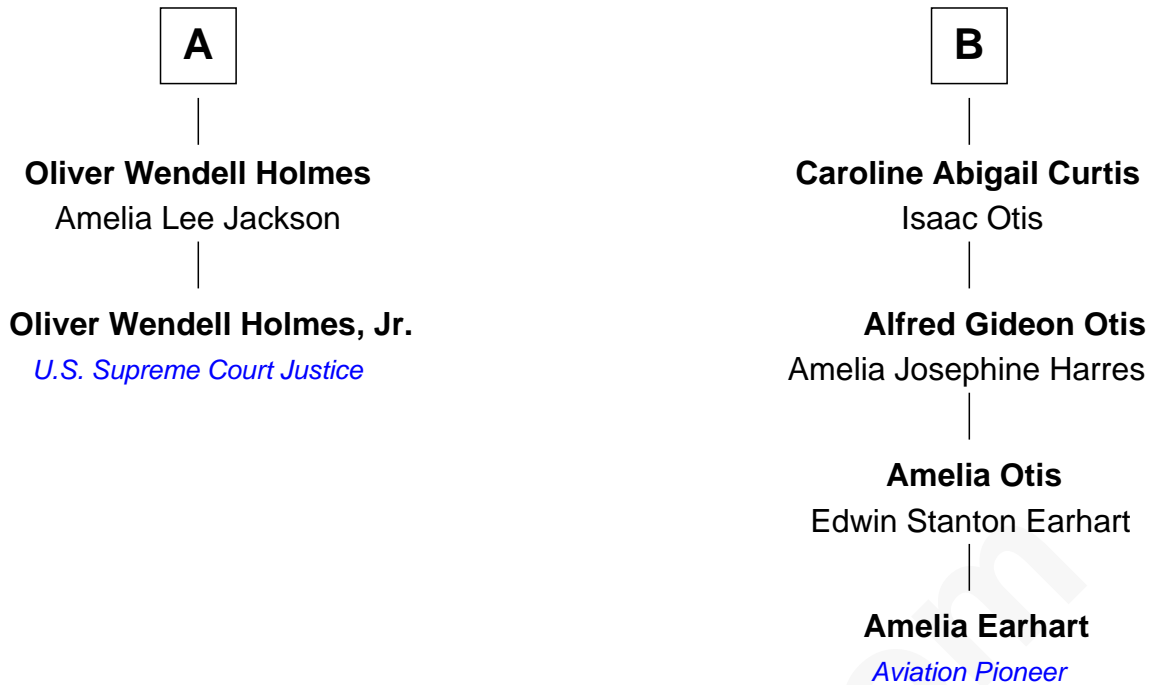 A
Oliver Wendell Holmes
Amelia Lee Jackson
Oliver Wendell Holmes, Jr.
U.S. Supreme Court Justice
B
Caroline Abigail Curtis
Isaac Otis
Alfred Gideon Otis
Amelia Josephine Harres
Amelia Otis
Edwin Stanton Earhart
Amelia Earhart
Aviation Pioneer